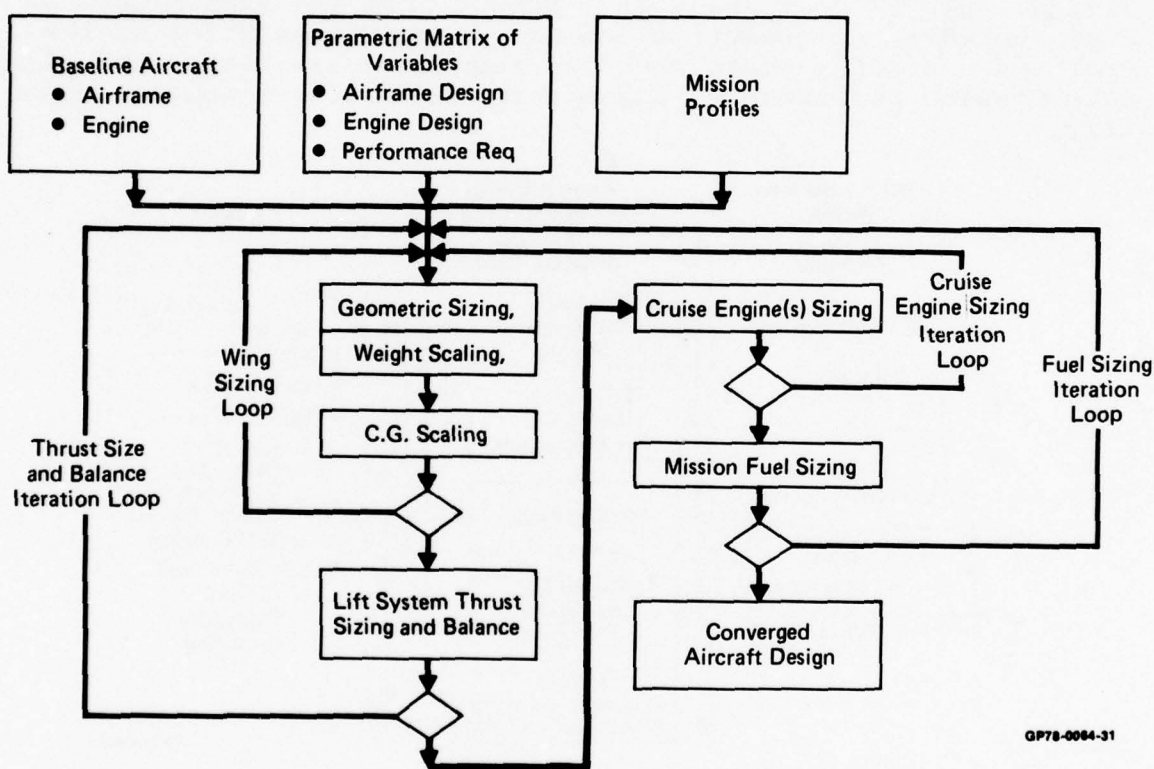 Baseline Aircraft
● Airframe
● Engine
Parametric Matrix of
Variables
● Airframe Design
● Engine Design
● Performance Req
Mission
Profiles
Geometric Sizing,
Weight Scaling,
C.G. Scaling
Wing
Sizing
Loop
Thrust Size
and Balance
Iteration Loop
Lift System Thrust
Sizing and Balance
Cruise Engine(s) Sizing
Cruise
Engine Sizing
Iteration
Loop
Fuel Sizing
Iteration
Loop
Mission Fuel Sizing
Converged
Aircraft Design
GP78-0064-31